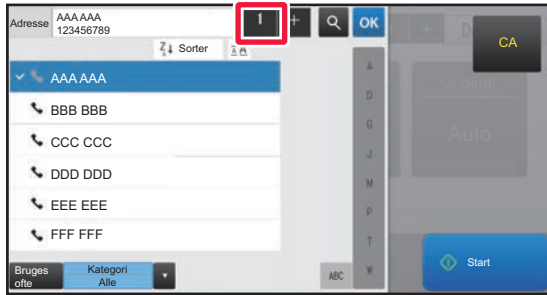 Adresse
AAA AAA
123456789
1
+
OK
CA
Sorter
AAA AAA
BBB BBB
CCC CCC
DDD DDD
EEE EEE
FFF FFF
A
D
G
J
M
P
T
W
ABC
Original
Auto
Bruges
ofte
Kategori
Alle
Start